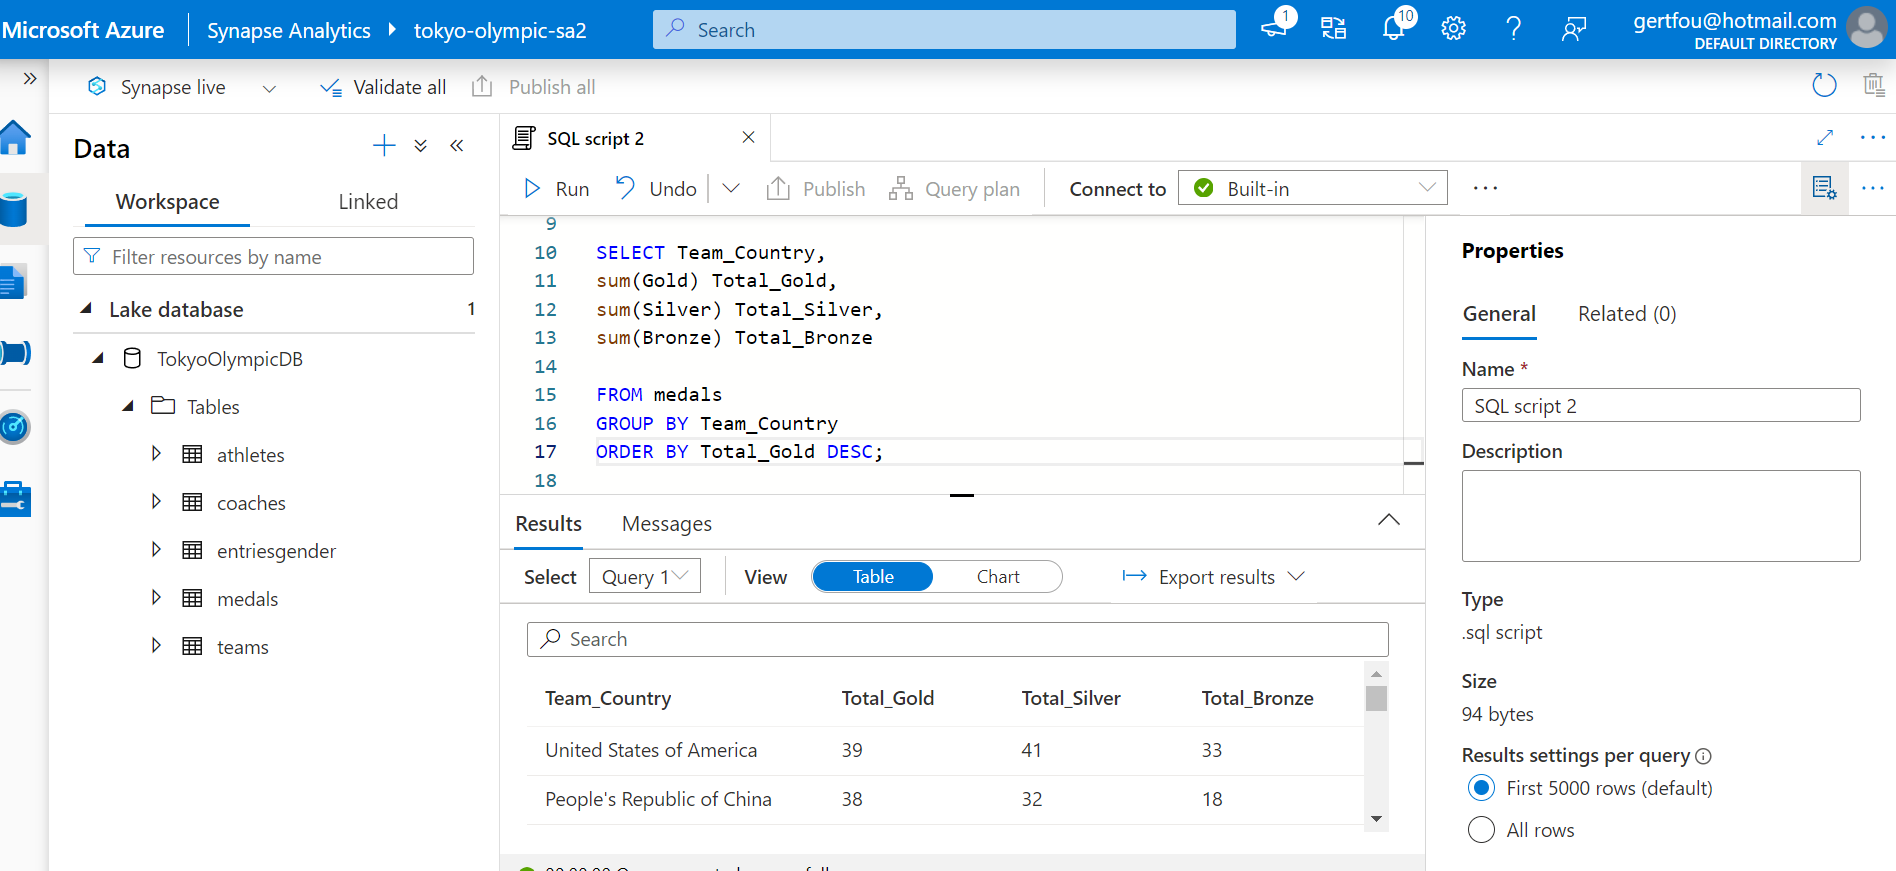 Microsoft Azure
Synapse Analytics
tokyo-olympic-sa2
Search
1
10
gertfou@hotmail.com
DEFAULT DIRECTORY
Synapse live
Validate all
Publish all
Data
Workspace
Linked
Filter resources by name
Lake database
1
TokyoOlympicDB
Tables
athletes
coaches
entriesgender
medals
teams
SQL script 2
Run
Undo
Publish
Query plan
Connect to
Built-in
9
10 SELECT Team_Country,
11 sum(Gold) Total_Gold,
12 sum(Silver) Total_Silver,
13 sum(Bronze) Total_Bronze
14
15 FROM medals
16 GROUP BY Team_Country
17 ORDER BY Total_Gold DESC;
18
Results
Messages
Select
Query 1
View
Table
Chart
Export results
Search
Team_Country Total_Gold Total_Silver Total_Bronze
United States of America 39 41 33
People's Republic of China 38 32 18
Properties
General
Related (0)
Name *
SQL script 2
Description
Type
.sql script
Size
94 bytes
Results settings per query
First 5000 rows (default)
All rows